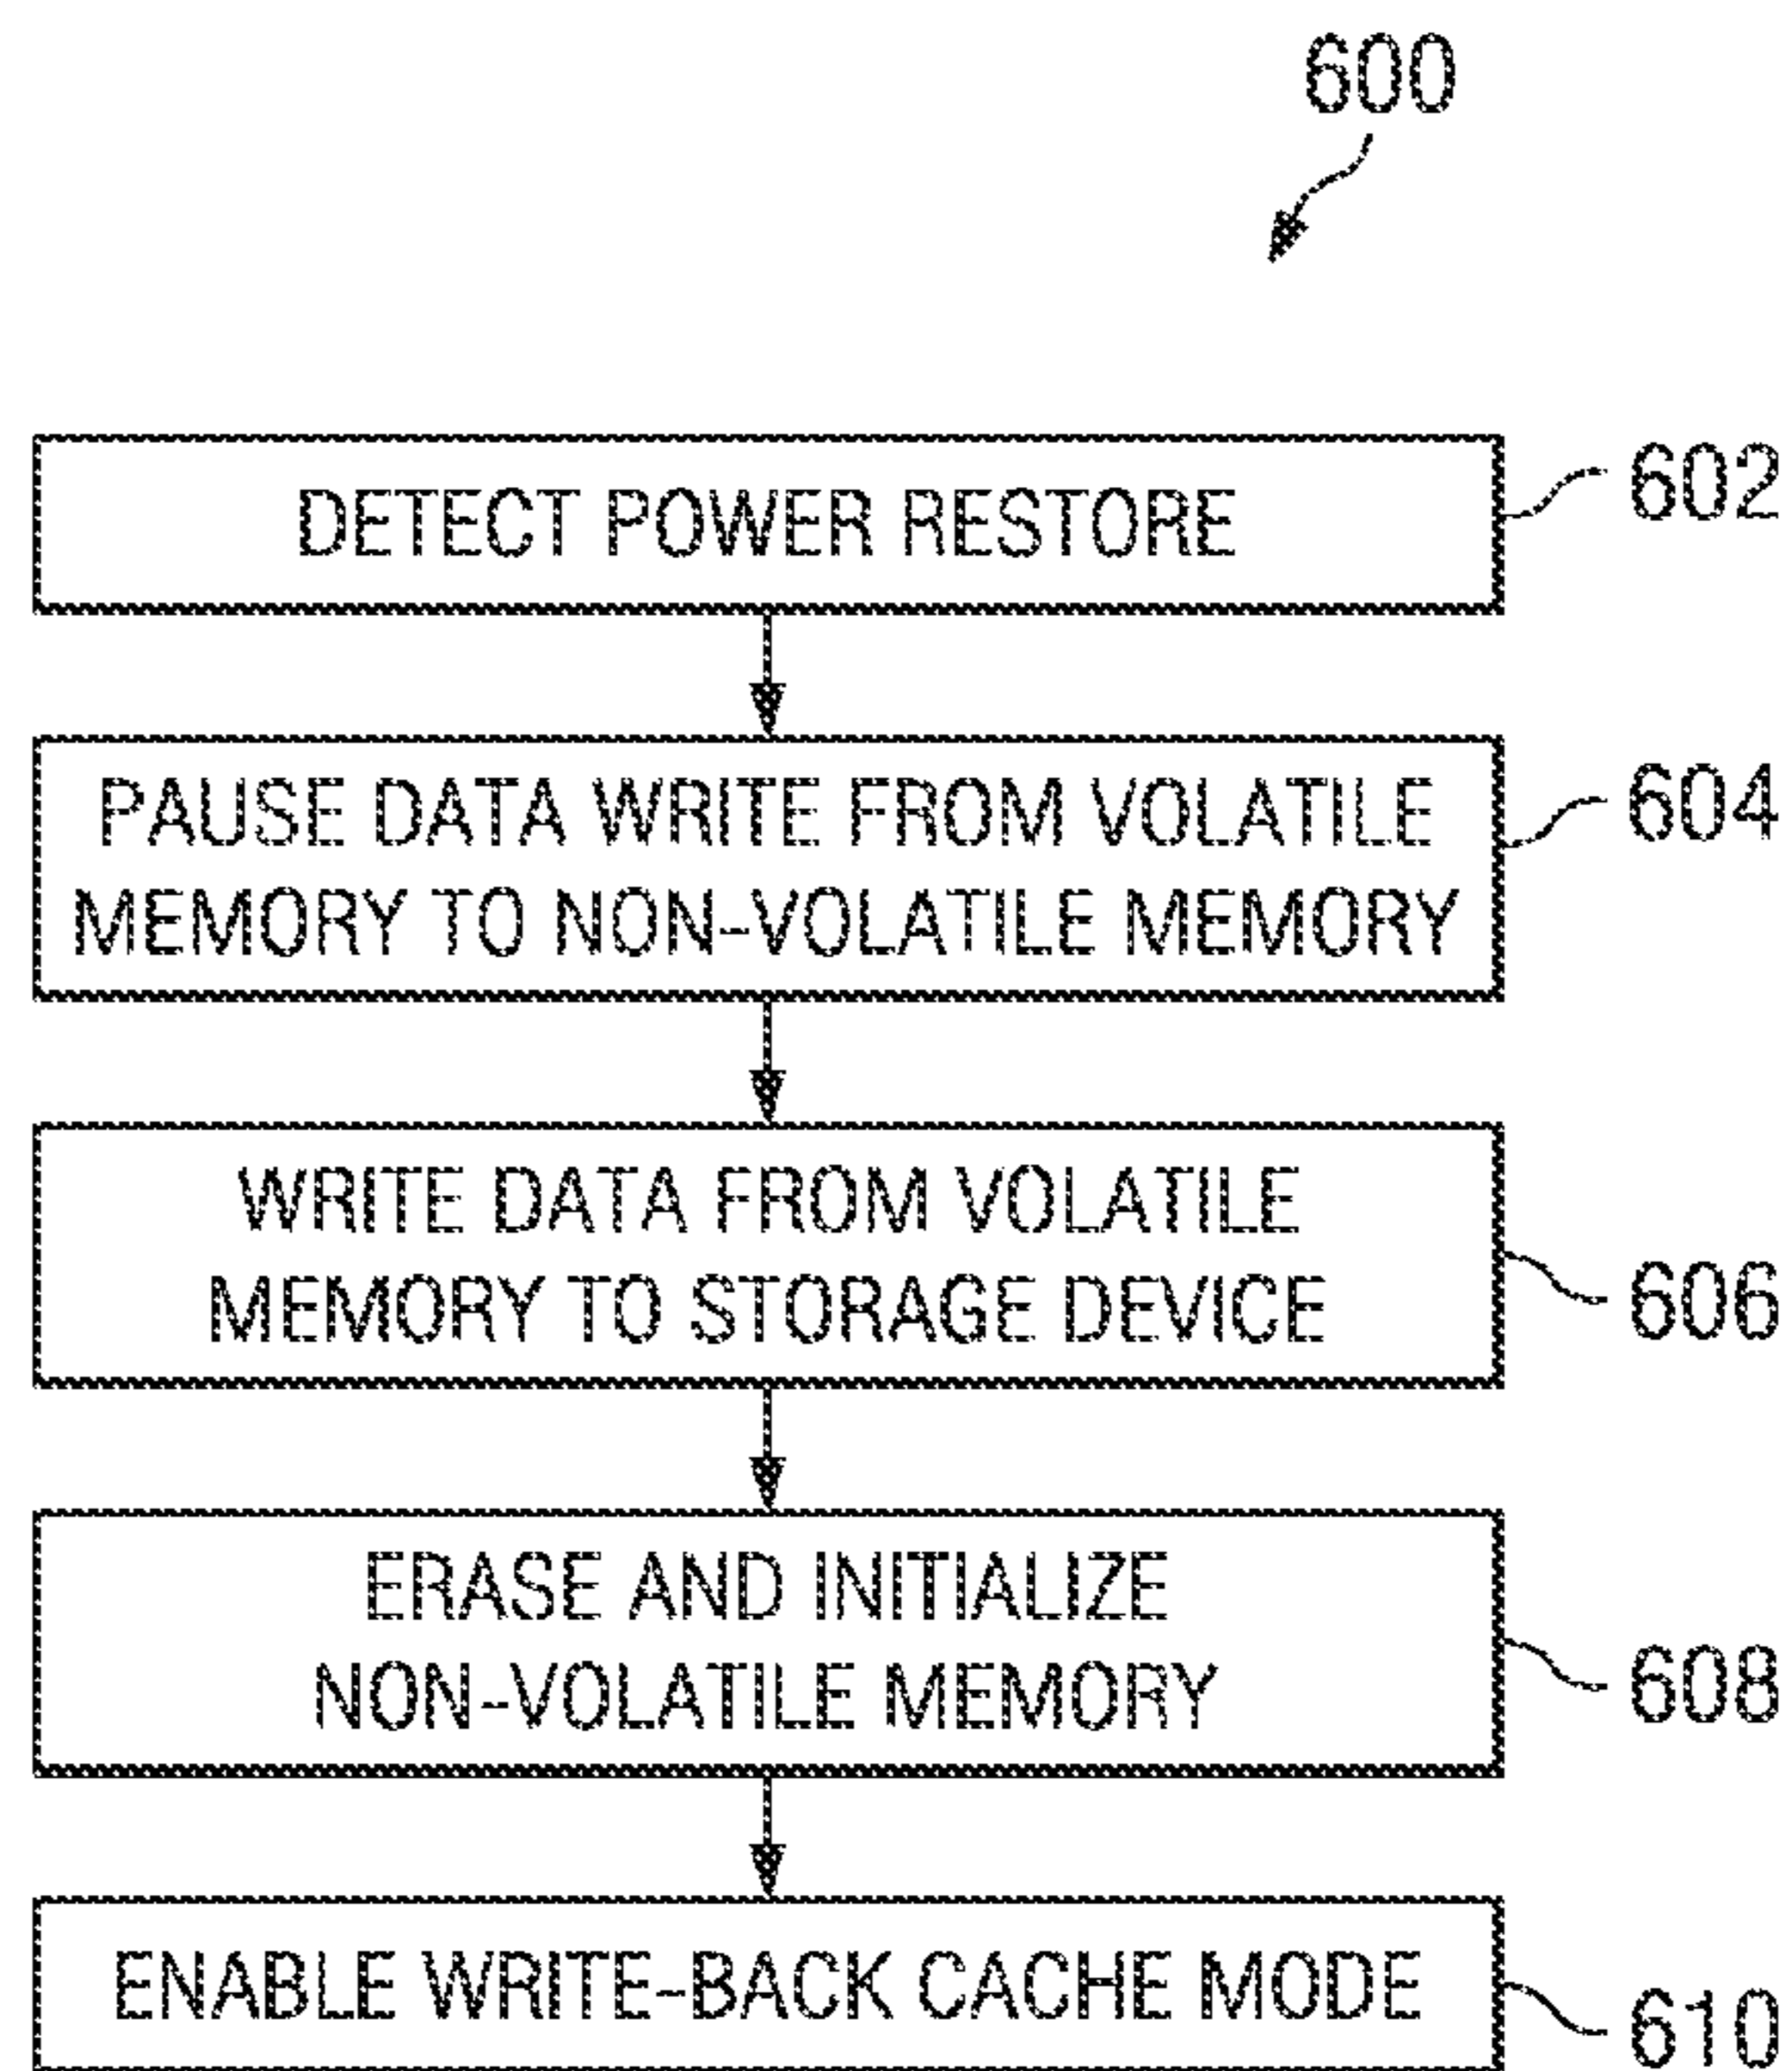 600
DETECT POWER RESTORE
602
PAUSE DATA WRITE FROM VOLATILE
MEMORY TO NON-VOLATILE MEMORY
604
WRITE DATA FROM VOLATILE
MEMORY TO STORAGE DEVICE
606
ERASE AND INITIALIZE
NON-VOLATILE MEMORY
608
ENABLE WRITE-BACK CACHE MODE
610